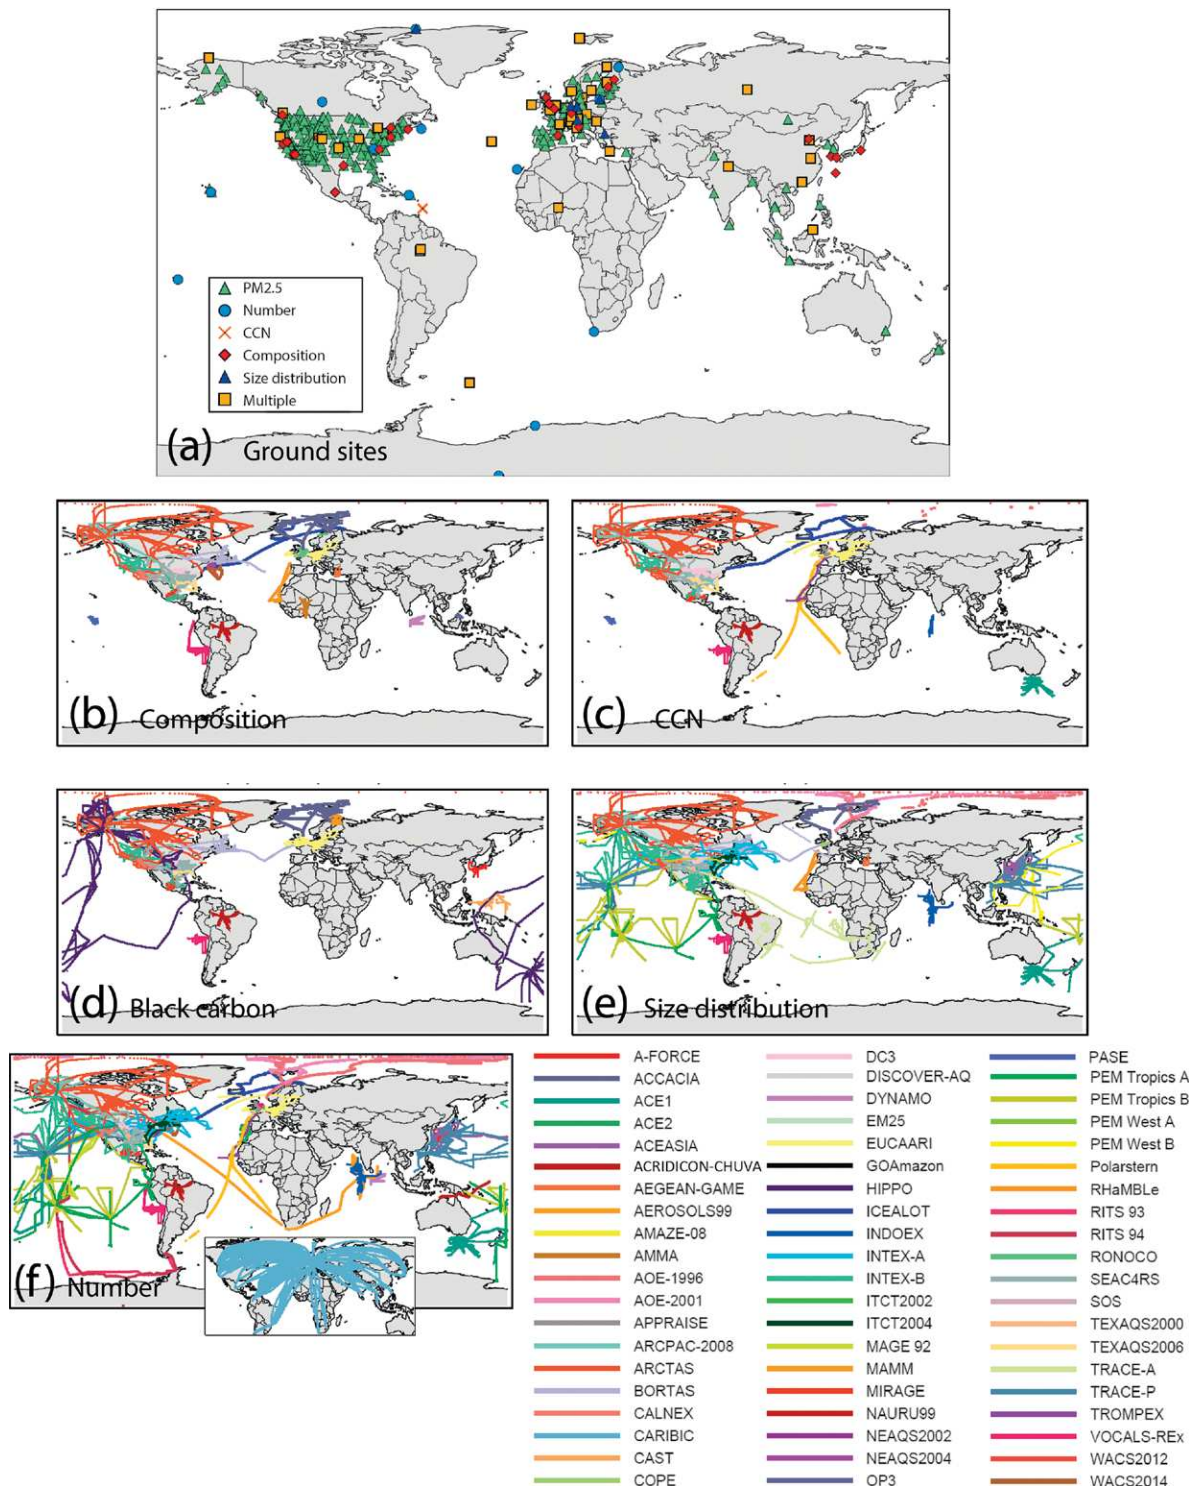 PM2.5
Number
CCN
Composition
Size distribution
Multiple
(a) Ground sites
(b) Composition
(c) CCN
(d) Black carbon
(e) Size distribution
(f) Number
A-FORCE
ACCACIA
ACE1
ACE2
ACEASIA
ACRIDICON-CHUVA
AEGEAN-GAME
AEROSOLS99
AMAZE-08
AMMA
AOE-1996
AOE-2001
APPRAISE
ARCPAC-2008
ARCTAS
BORTAS
CALNEX
CARIBIC
CAST
COPE
DC3
DISCOVER-AQ
DYNAMO
EM25
EUCAARI
GOAmazon
HIPPO
ICEALOT
INDOEX
INTEX-A
INTEX-B
ITCT2002
ITCT2004
MAGE 92
MAMM
MIRAGE
NAURU99
NEAQS2002
NEAQS2004
OP3
PASE
PEM Tropics A
PEM Tropics B
PEM West A
PEM West B
Polarstern
RHaMBLe
RITS 93
RITS 94
RONOCO
SEAC4RS
SOS
TEXAQS2000
TEXAQS2006
TRACE-A
TRACE-P
TROMPEX
VOCALS-REx
WACS2012
WACS2014